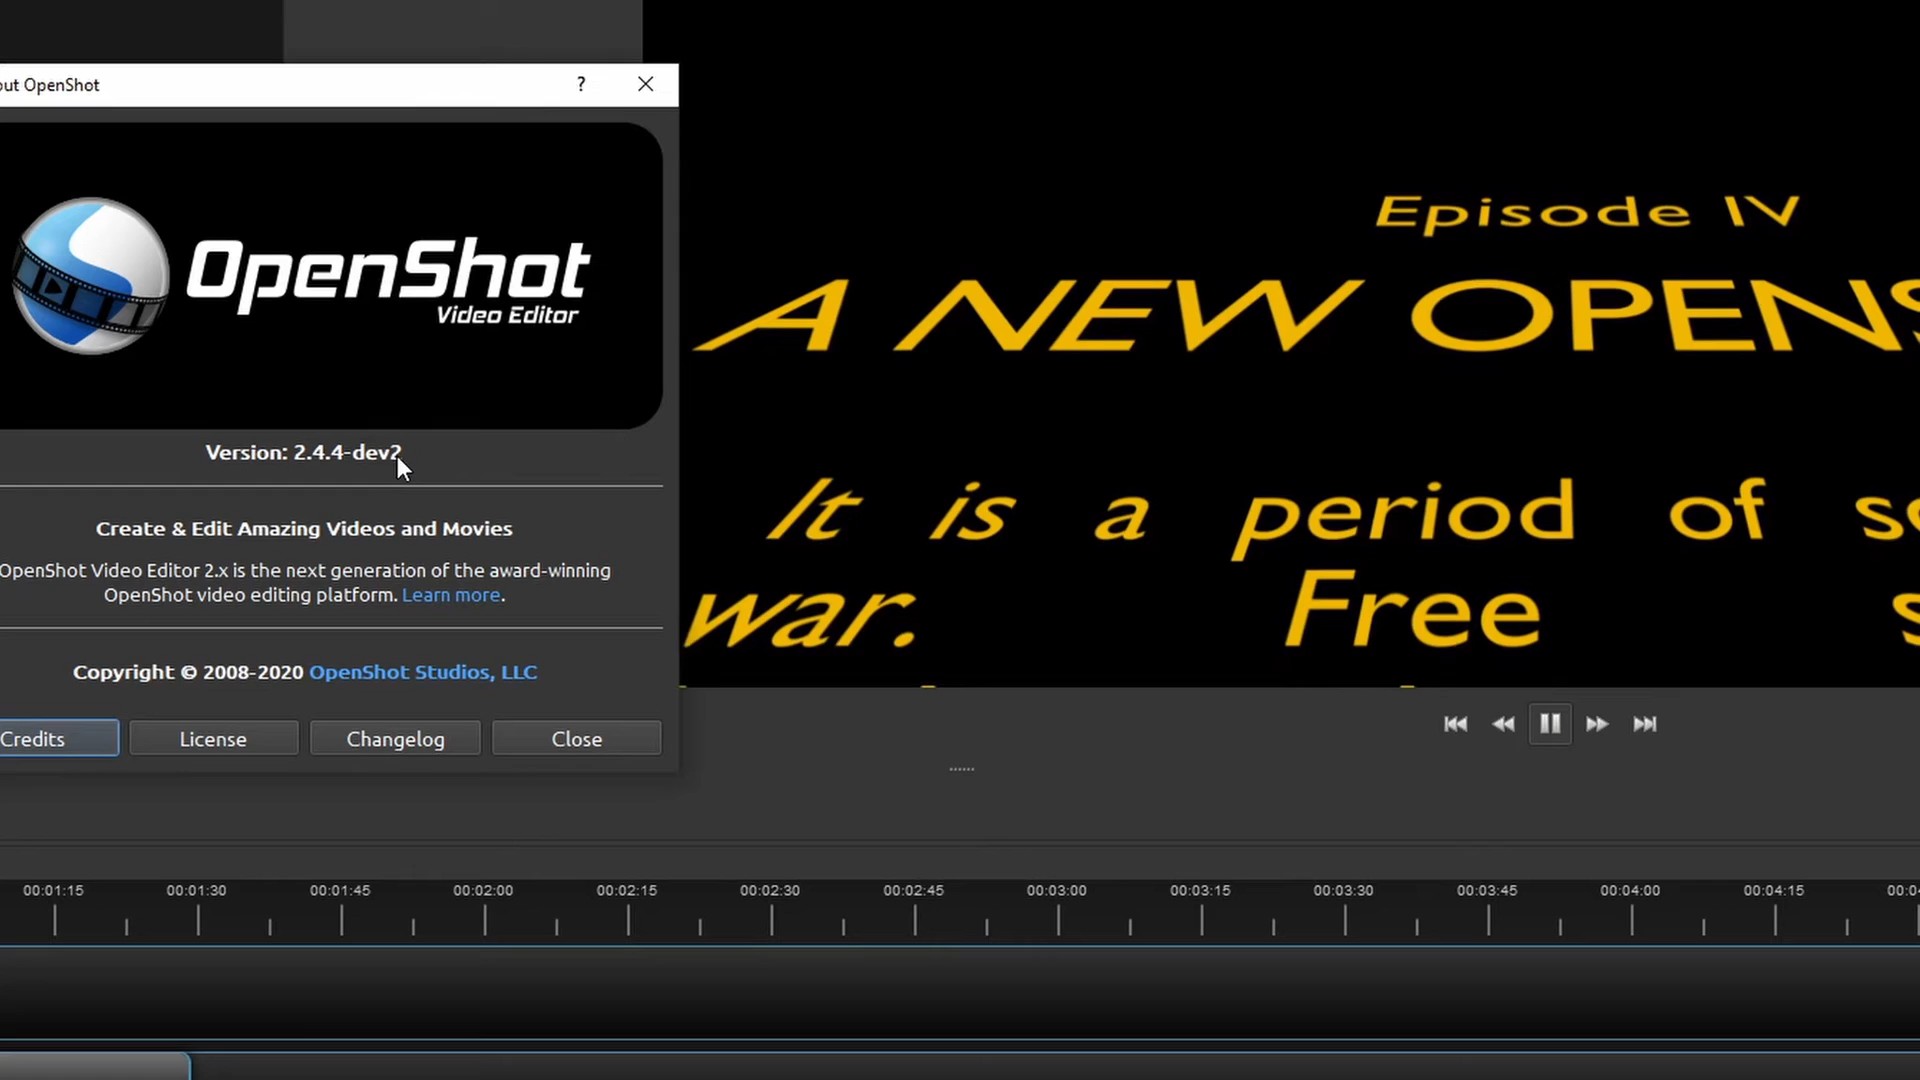 out OpenShot
?
OpenShot
Video Editor
Version: 2.4.4-dev2
Create & Edit Amazing Videos and Movies
OpenShot Video Editor 2.x is the next generation of the award-winning
OpenShot video editing platform. Learn more.
Copyright © 2008-2020 OpenShot Studios, LLC
Credits
License
Changelog
Close
Episode IV
A NEW OPENS
It is a period of
war. Free
00:01:15
00:01:30
00:01:45
00:02:00
00:02:15
00:02:30
00:02:45
00:03:00
00:03:15
00:03:30
00:03:45
00:04:00
00:04:15